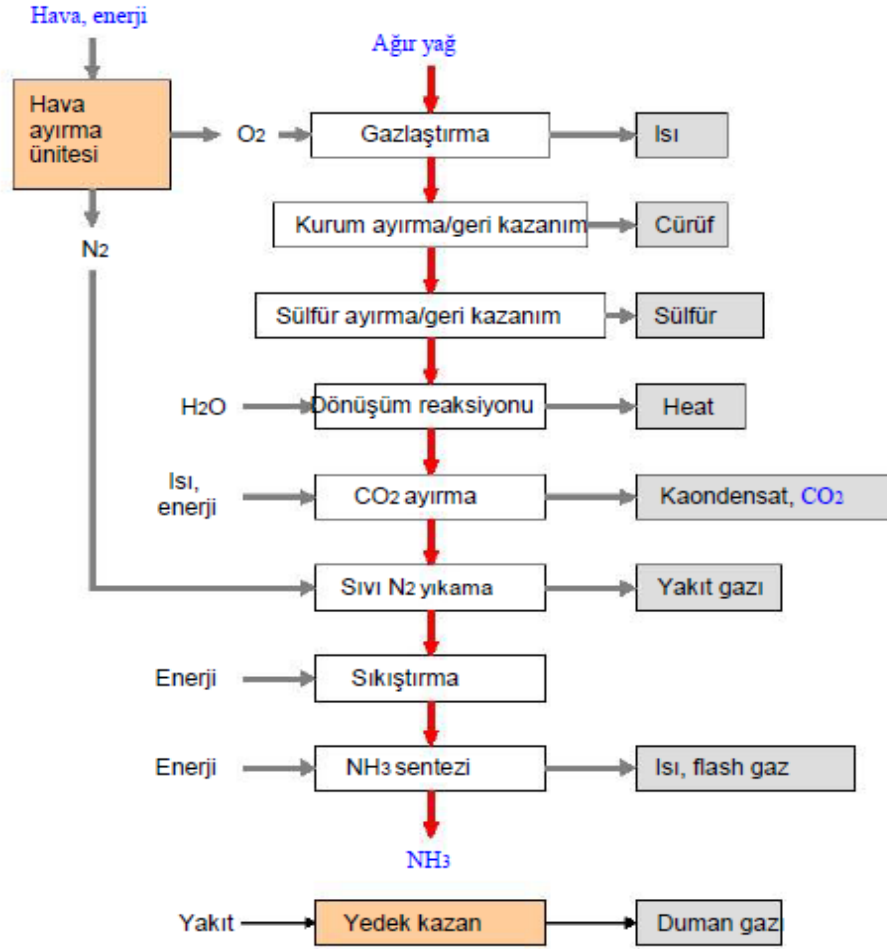 Hava, enerji
Ağır yağ
Hava
ayırma
ünitesi
O2
Gazlaştırma
Isı
N2
Kurum ayırma/geri kazanım
Cürüf
Sülfür ayırma/geri kazanım
Sülfür
H2O
Dönüşüm reaksiyonu
Heat
Isı,
enerji
CO2 ayırma
Kaondensat, CO2
Sıvı N2 yıkama
Yakıt gazı
Enerji
Sıkıştırma
Enerji
NH3 sentezi
Isı, flash gaz
NH3
Yakıt
Yedek kazan
Duman gazı